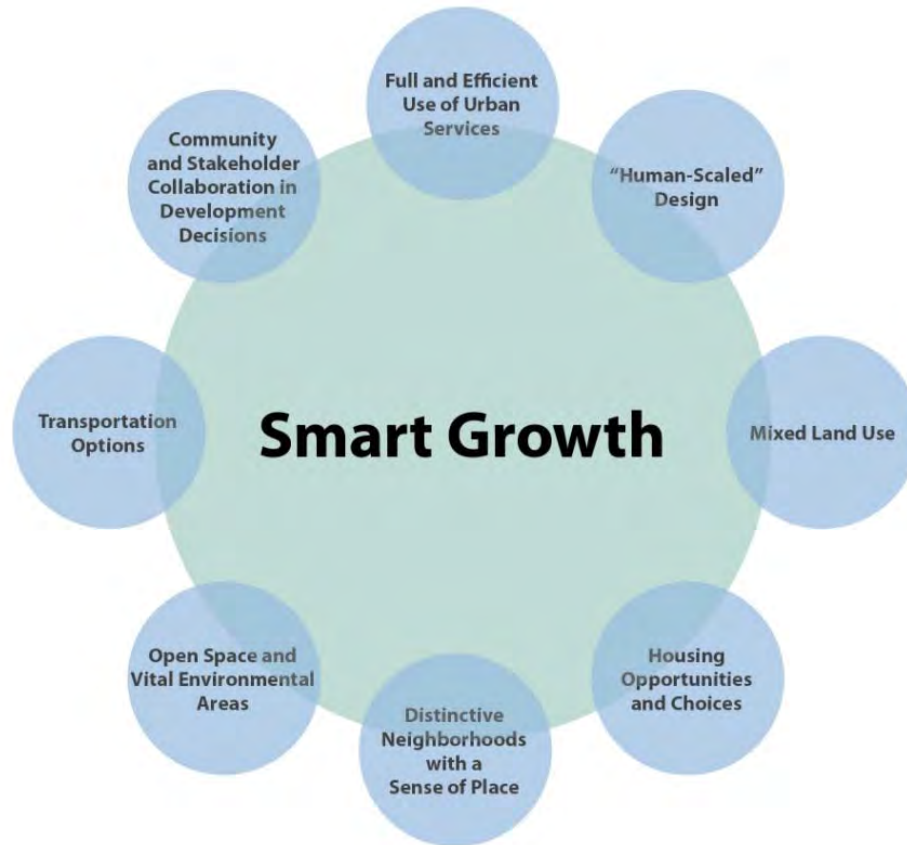 Full and Efficient
Use of Urban
Services
“Human-Scaled”
Design
Mixed Land Use
Housing
Opportunities
and Choices
Distinctive
Neighborhoods
with a
Sense of Place
Open Space and
Vital Environmental
Areas
Transportation
Options
Community
and Stakeholder
Collaboration in
Development
Decisions
Smart Growth